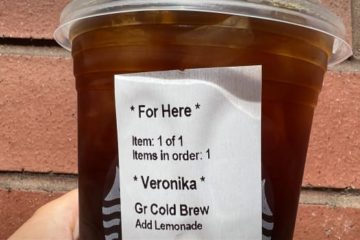 * For Here *
Item: 1 of 1
Items in order: 1
* Veronika *
Gr Cold Brew
Add Lemonade